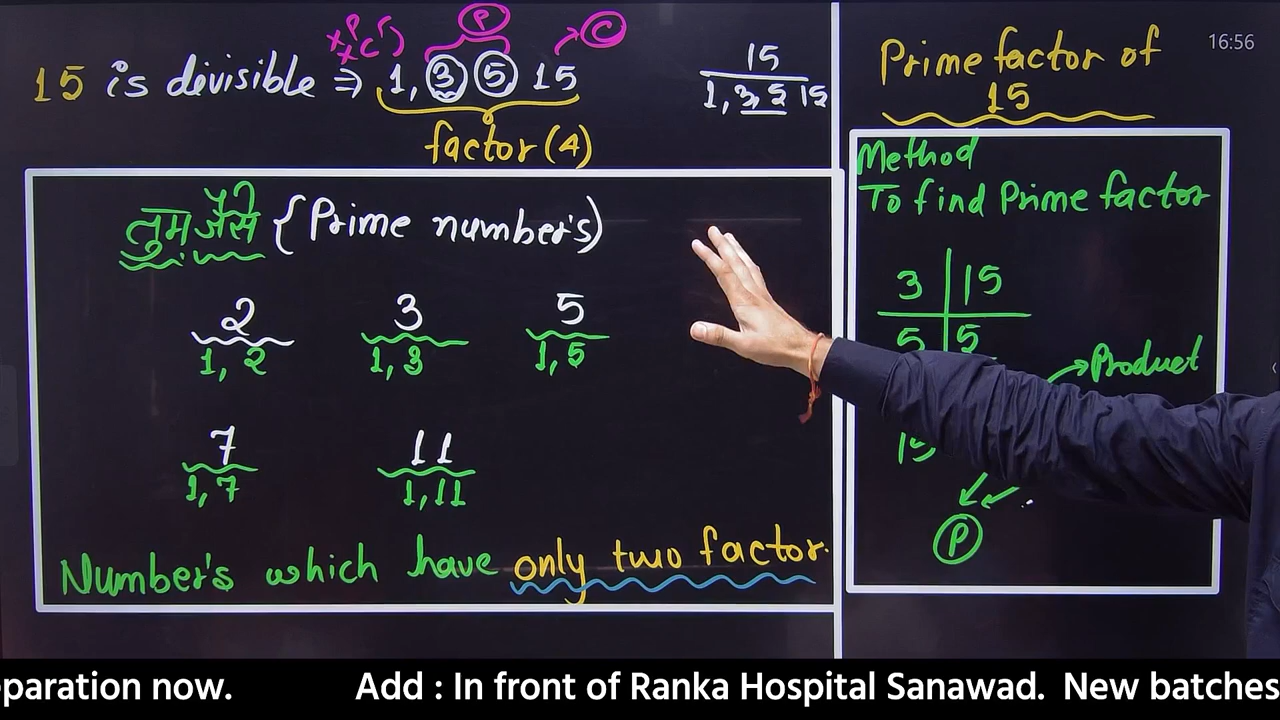 P
×P
×C
C
15 is divisible ⇒ 1, 3 5 15
factor (4)
15
1, 3, 5 15
Prime factor of
15
16:56
तुम जैसे {Prime number's)
2
1, 2
3
1, 3
5
1, 5
7
1, 7
11
1, 11
Number's which have only two factor.
Method
To find Prime factor
3 | 15
5 | 5
→ Product
15
P
paration now. Add : In front of Ranka Hospital Sanawad. New batches